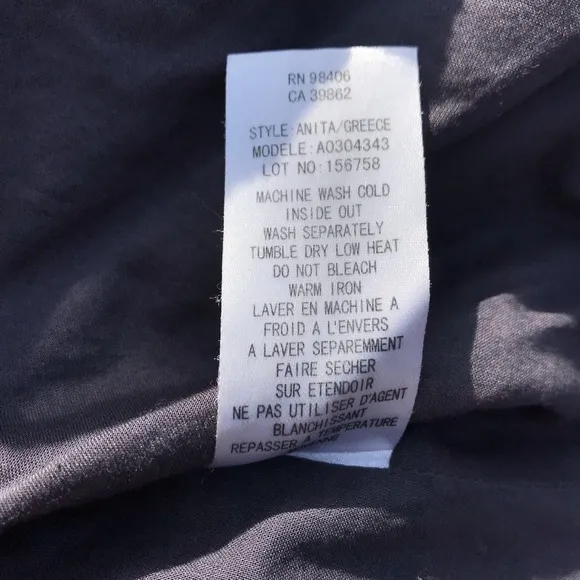 RN 98406
CA 39862
STYLE:ANITA/GREECE
MODELE:A0304343
LOT NO:156758
MACHINE WASH COLD
INSIDE OUT
WASH SEPARATELY
TUMBLE DRY LOW HEAT
DO NOT BLEACH
WARM IRON
LAVER EN MACHINE A
FROID A L'ENVERS
A LAVER SEPAREMMENT
FAIRE SECHER
SUR ETENDOIR
NE PAS UTILISER D'AGENT
BLANCHISSANT
REPASSER A TEMPERATURE